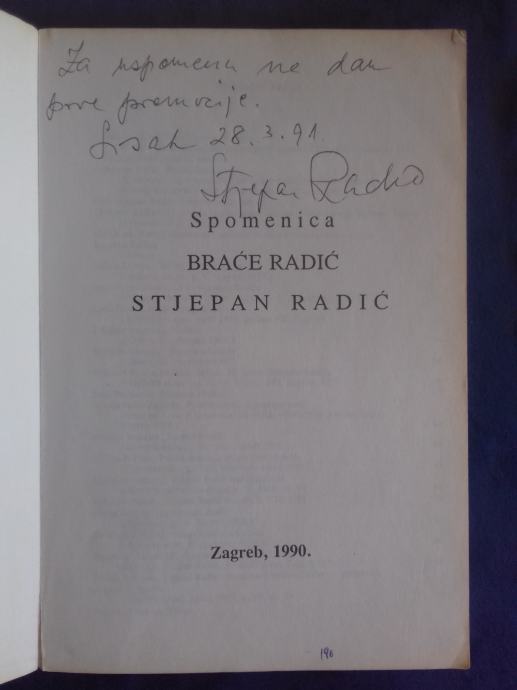 Za uspomenu na dan
prve promocije.
Sisak 28.3.91.
Stjepan Radić
Spomenica
BRAĆE RADIĆ
STJEPAN RADIĆ
Zagreb, 1990.
190